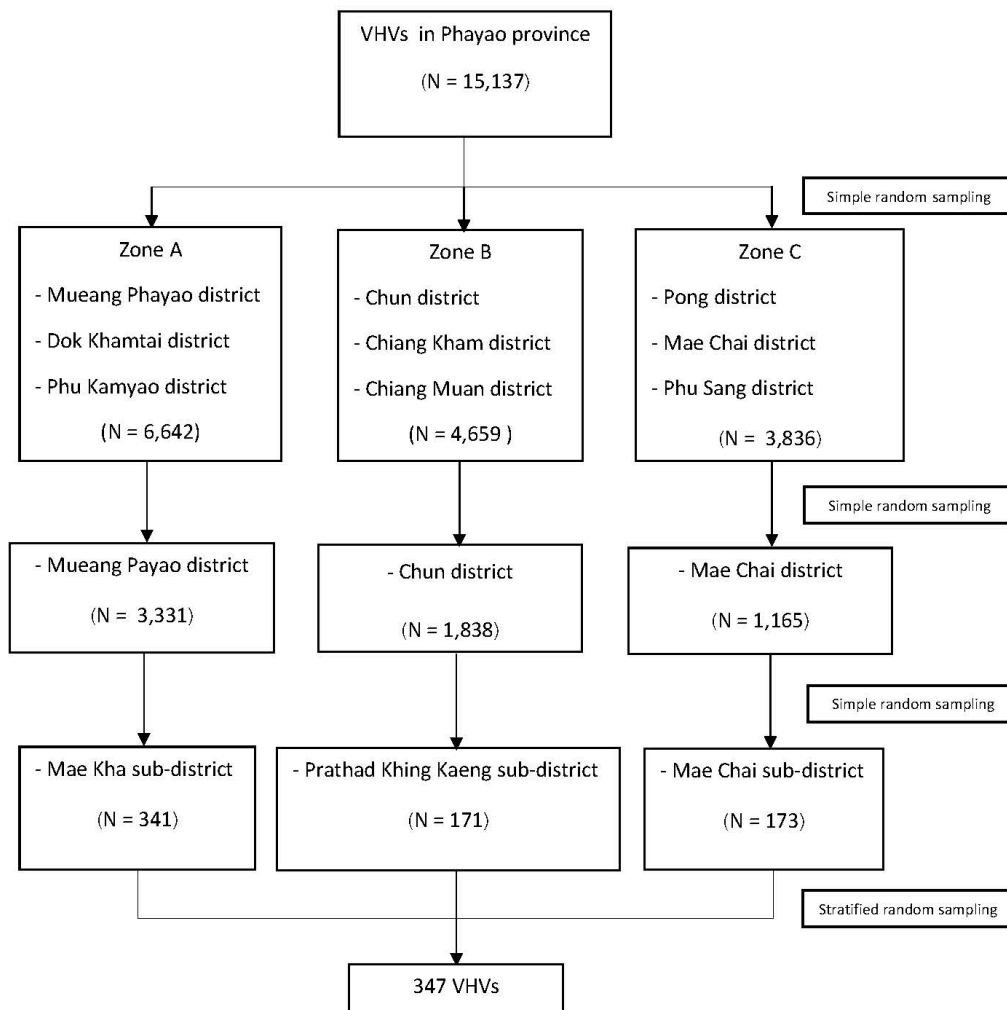 VHVs in Phayao province
(N = 15,137)
Simple random sampling
Zone A
- Mueang Phayao district
- Dok Khamtai district
- Phu Kamyao district
(N = 6,642)
Zone B
- Chun district
- Chiang Kham district
- Chiang Muan district
(N = 4,659 )
Zone C
- Pong district
- Mae Chai district
- Phu Sang district
(N = 3,836)
Simple random sampling
- Mueang Payao district
(N = 3,331)
- Chun district
(N = 1,838)
- Mae Chai district
(N = 1,165)
Simple random sampling
- Mae Kha sub-district
(N = 341)
- Prathad Khing Kaeng sub-district
(N = 171)
- Mae Chai sub-district
(N = 173)
Stratified random sampling
347 VHVs